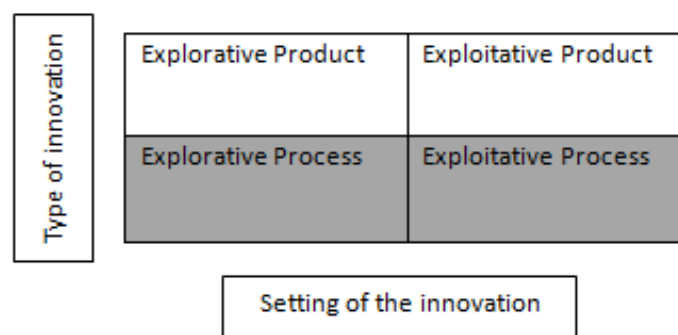 Type of innovation
Explorative Product
Exploitative Product
Explorative Process
Exploitative Process
Setting of the innovation